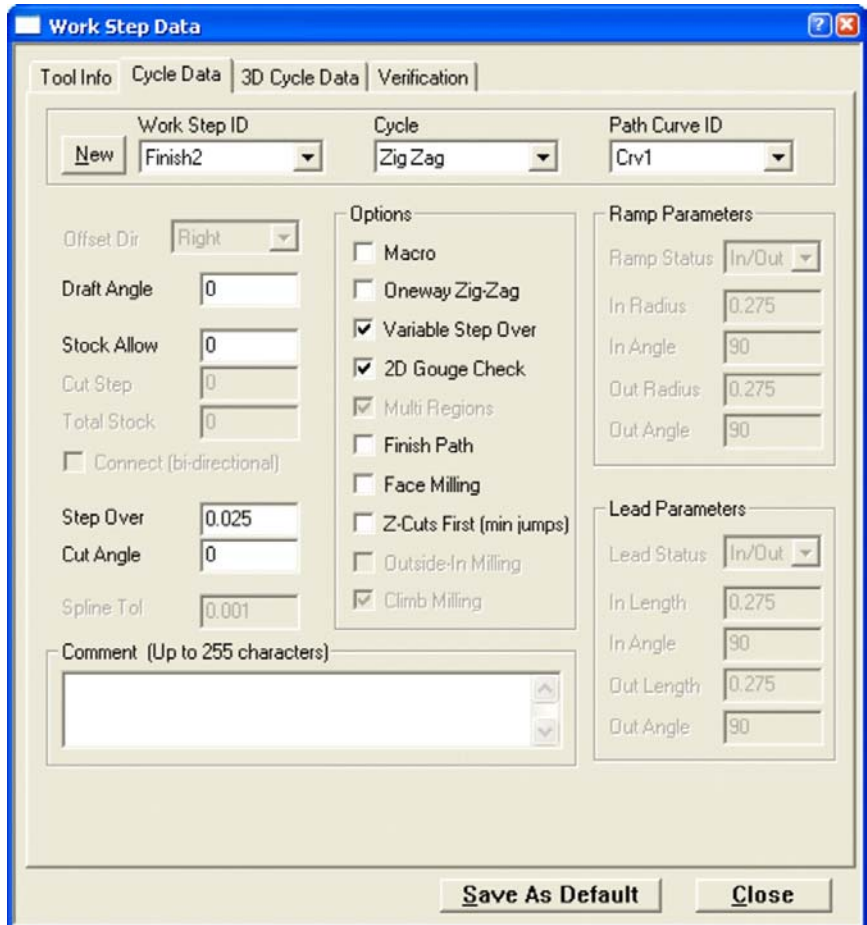 Work Step Data
Tool Info Cycle Data 3D Cycle Data Verification
Work Step ID Cycle Path Curve ID
New Finish2 Zig Zag Crv1
Offset Dir Right
Draft Angle 0
Stock Allow 0
Cut Step 0
Total Stock 0
Connect (bi-directional)
Step Over 0.025
Cut Angle 0
Spline Tol 0.001
Options
Macro
Oneway Zig-Zag
Variable Step Over
2D Gouge Check
Multi Regions
Finish Path
Face Milling
Z-Cuts First (min jumps)
Outside-In Milling
Climb Milling
Ramp Parameters
Ramp Status In/Out
In Radius 0.275
In Angle 90
Out Radius 0.275
Out Angle 90
Lead Parameters
Lead Status In/Out
In Length 0.275
In Angle 90
Out Length 0.275
Out Angle 90
Comment (Up to 255 characters)
Save As Default Close